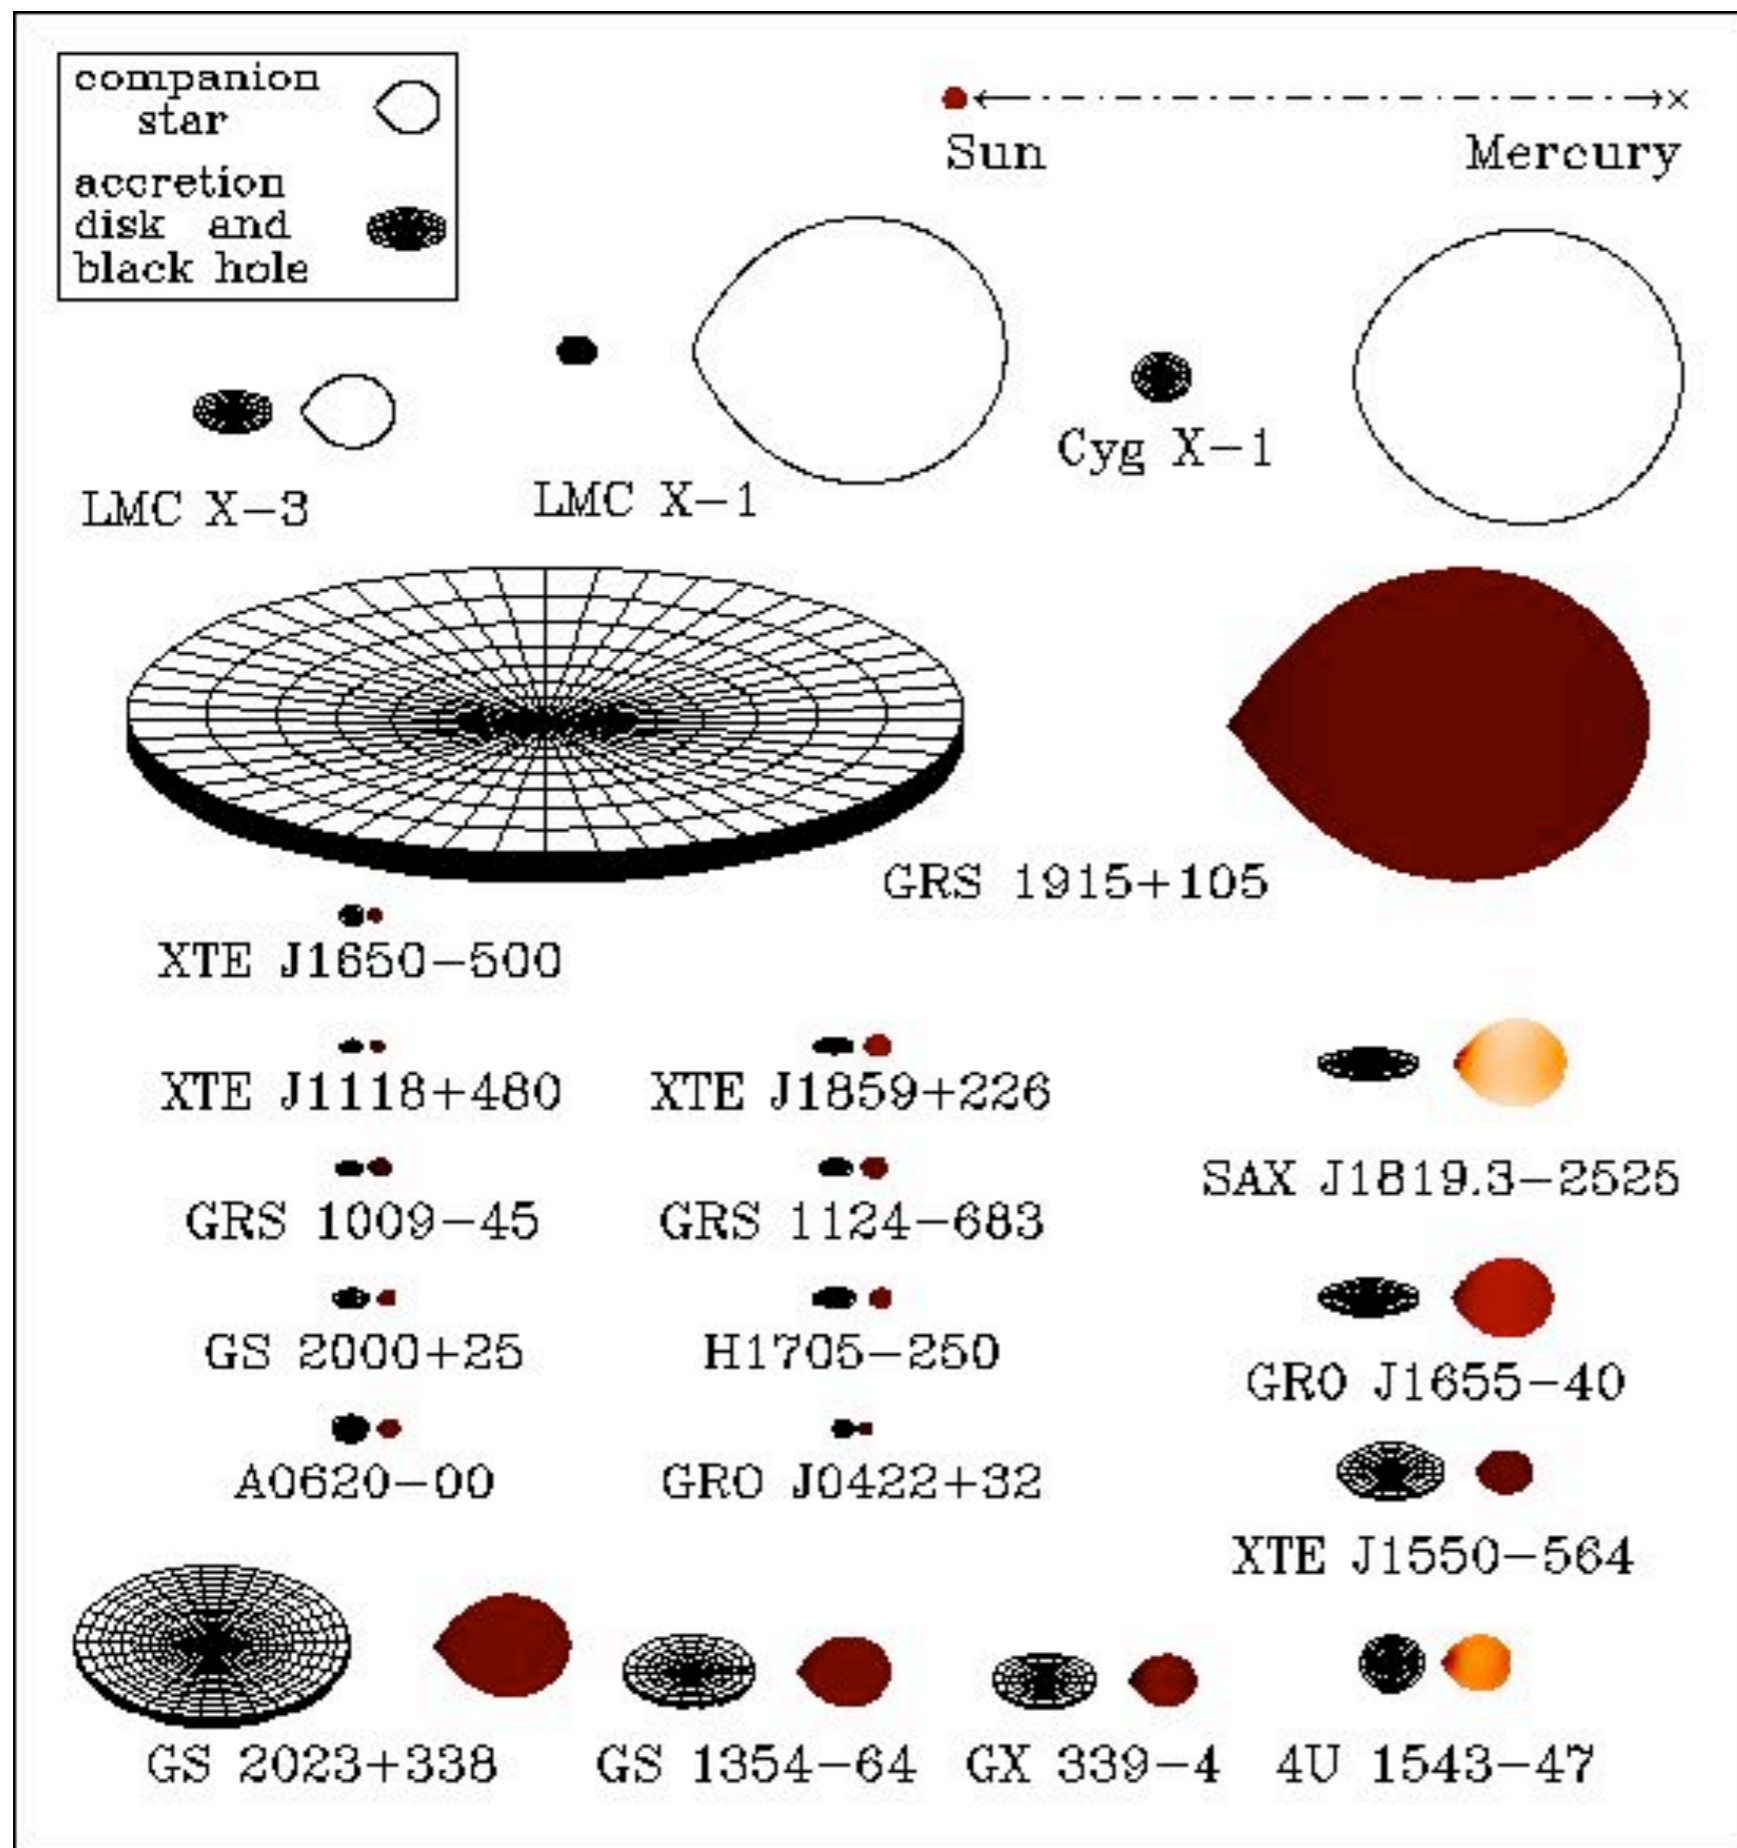 companion
star
accretion
disk and
black hole
Sun
Mercury
LMC X-3
LMC X-1
Cyg X-1
GRS 1915+105
XTE J1650-500
XTE J1118+480
XTE J1859+226
SAX J1819.3-2525
GRS 1009-45
GRS 1124-683
GS 2000+25
H1705-250
GRO J1655-40
A0620-00
GRO J0422+32
XTE J1550-564
GS 2023+338
GS 1354-64
GX 339-4
4U 1543-47